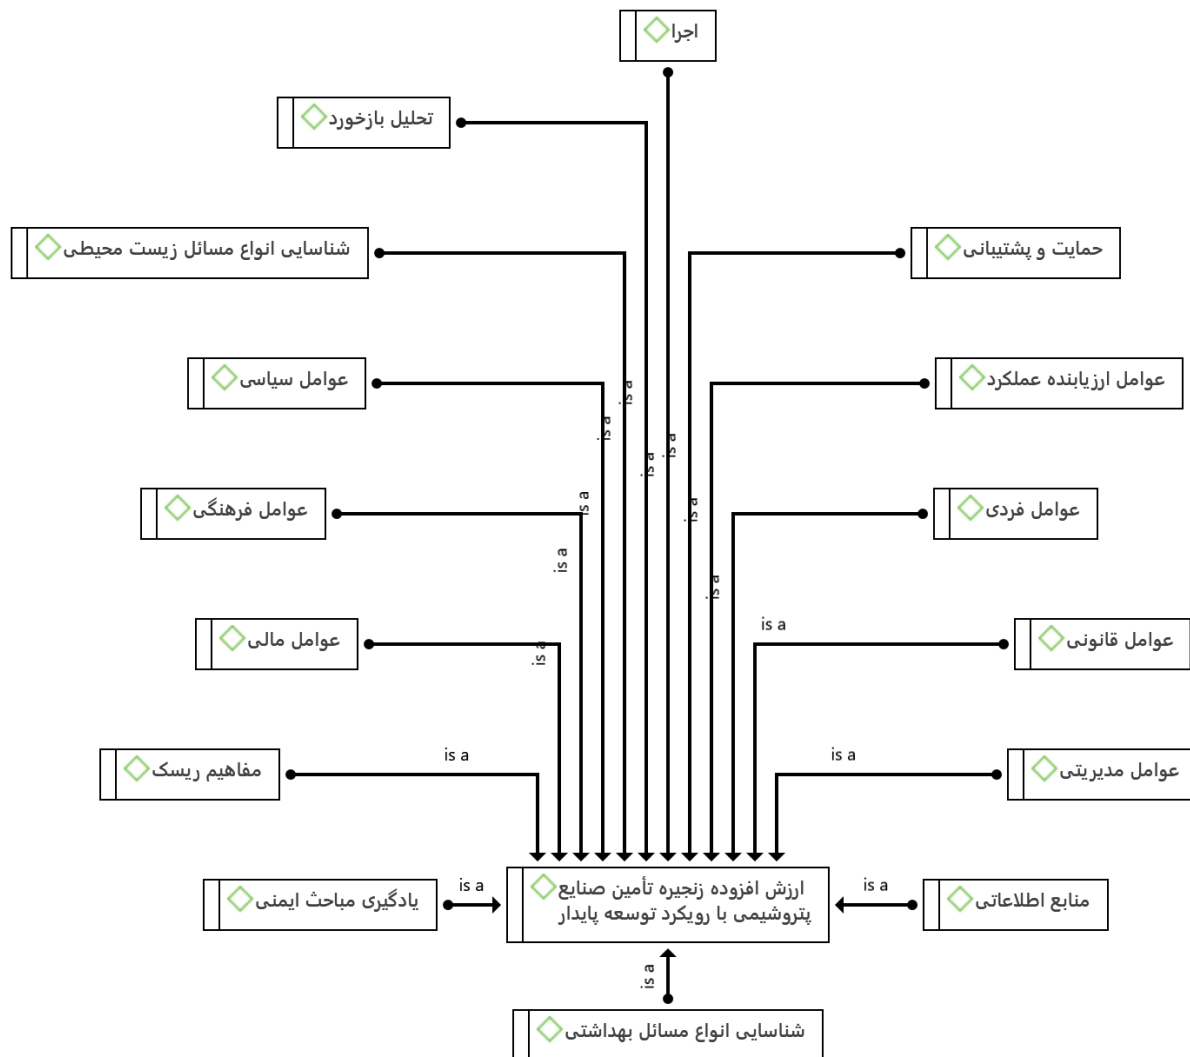 اجرا
تحلیل بازخورد
شناسایی انواع مسائل زیست محیطی
حمایت و پشتیبانی
عوامل سیاسی
عوامل ارزیابنده عملکرد
is a
is a
is a
is a
عوامل فرهنگی
عوامل فردی
is a
is a
is a
is a
عوامل مالی
is a
is a
عوامل قانونی
مفاهیم ریسک
is a
is a
عوامل مدیریتی
یادگیری مباحث ایمنی
is a
ارزش افزوده زنجیره تأمین صنایع
پتروشیمی با رویکرد توسعه پایدار
is a
منابع اطلاعاتی
is a
شناسایی انواع مسائل بهداشتی